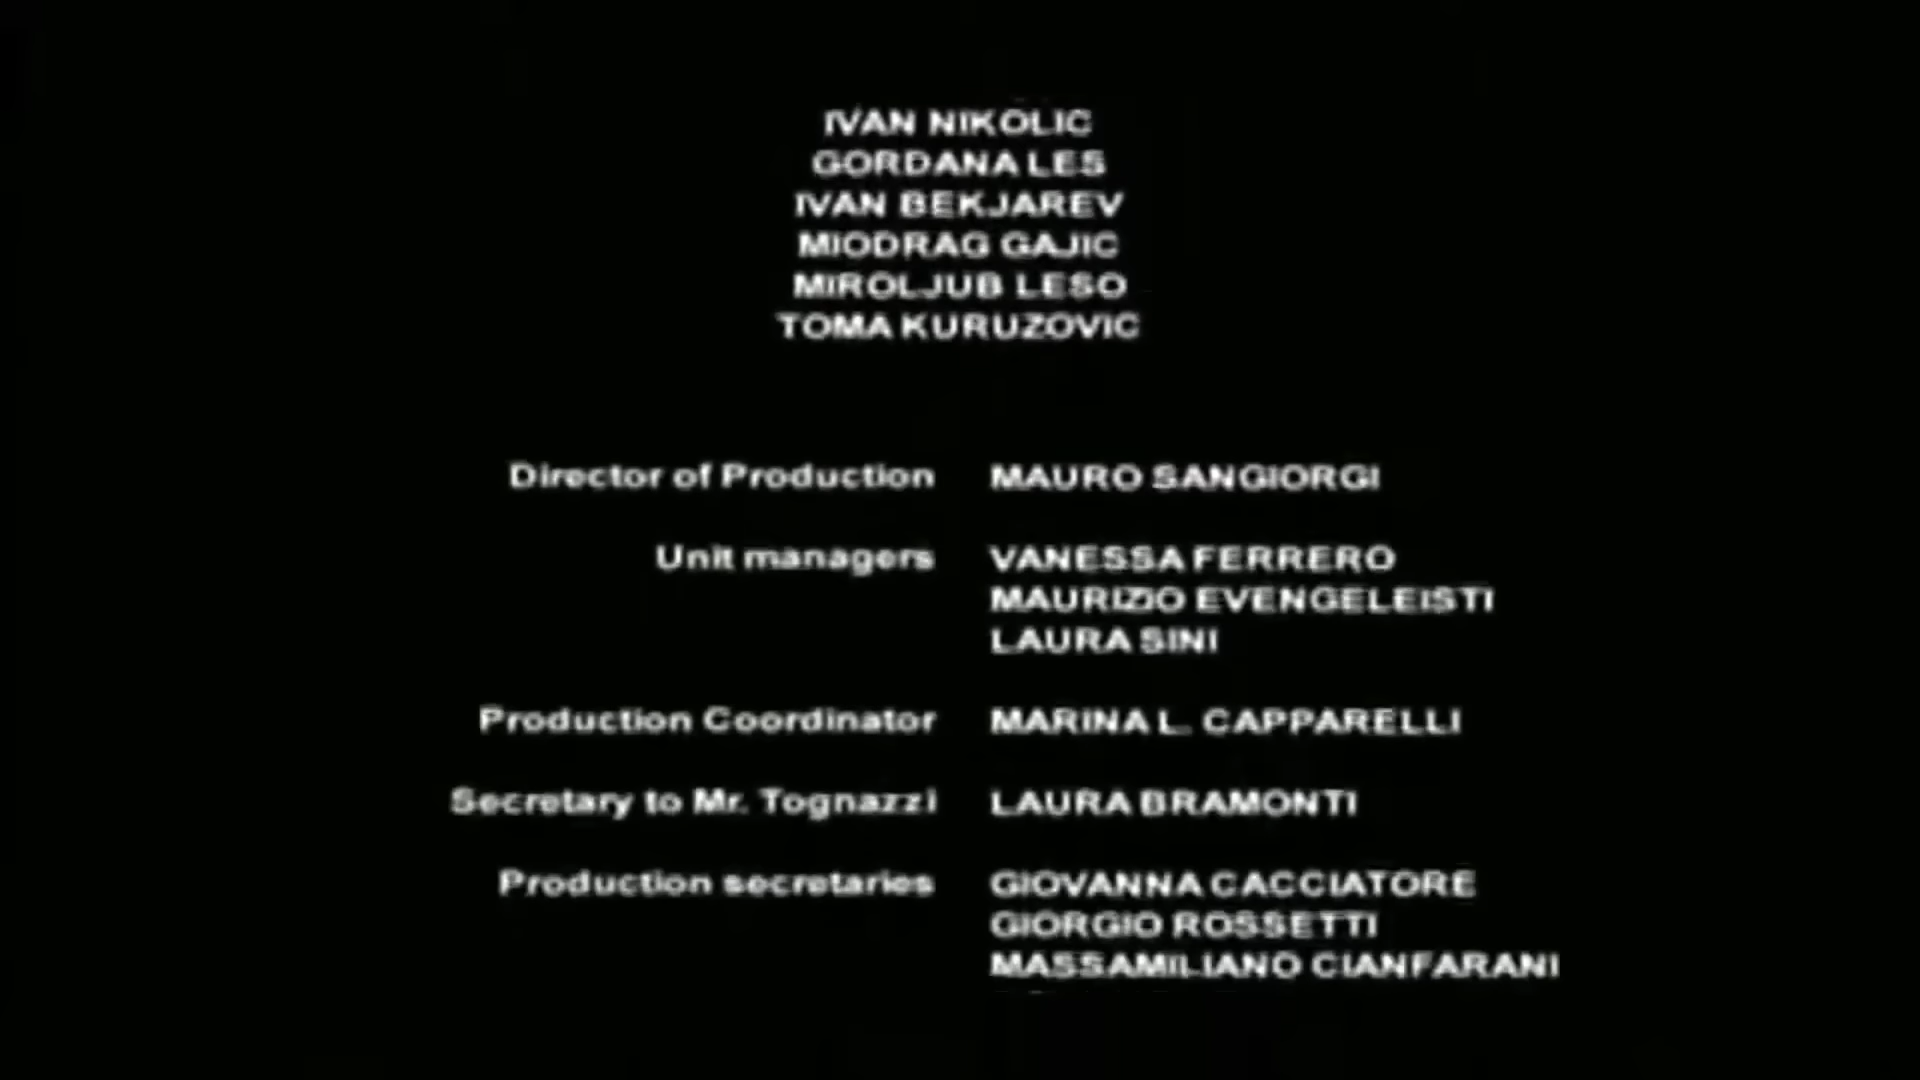 IVAN NIKOLIC
GORDANA LES
IVAN BEKJAREV
MIODRAG GAJIC
MIROLJUB LESO
TOMA KURUZOVIC
Director of Production MAURO SANGIORGI
Unit managers VANESSA FERRERO
MAURIZIO EVENGELEISTI
LAURA SINI
Production Coordinator MARINA L. CAPPARELLI
Secretary to Mr. Tognazzi LAURA BRAMONTI
Production secretaries GIOVANNA CACCIATORE
GIORGIO ROSSETTI
MASSAMILIANO CIANFARANI